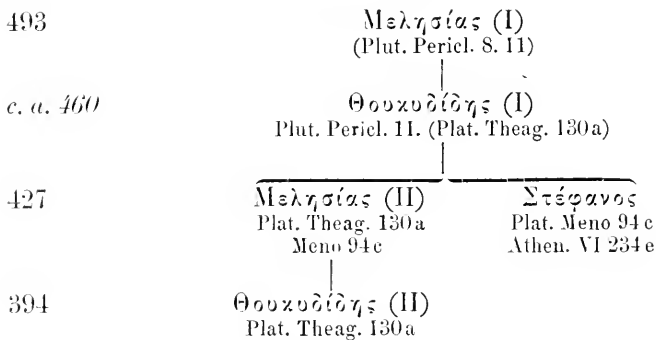 493 Μελησίας (I)
(Plut. Pericl. 8. 11)
c. a. 460 Θουκυδίδης (I)
Plut. Pericl. 11. (Plat. Theag. 130a)
427 Μελησίας (II) Στέφανος
Plat. Theag. 130a Plat. Meno 94c
Meno 94c Athen. VI 234e
394 Θουκυδίδης (II)
Plat. Theag. 130a